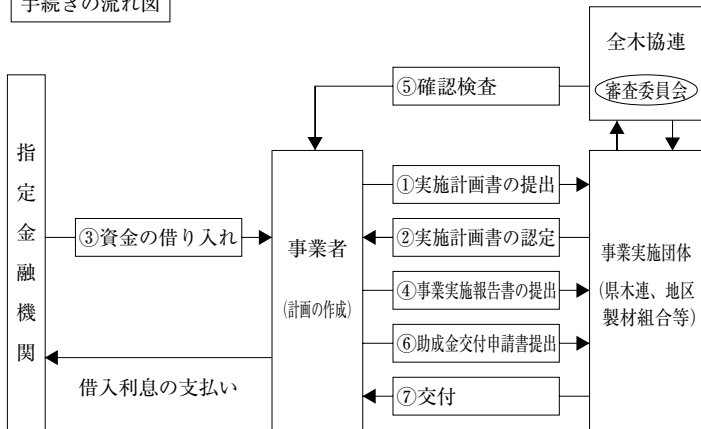 手続きの流れ図
全木協連
審査委員会
⑤確認検査
指定金融機関
①実施計画書の提出
②実施計画書の認定
③資金の借り入れ
事業者
(計画の作成)
事業実施団体
(県木連、地区
製材組合等)
④事業実施報告書の提出
⑥助成金交付申請書提出
借入利息の支払い
⑦交付